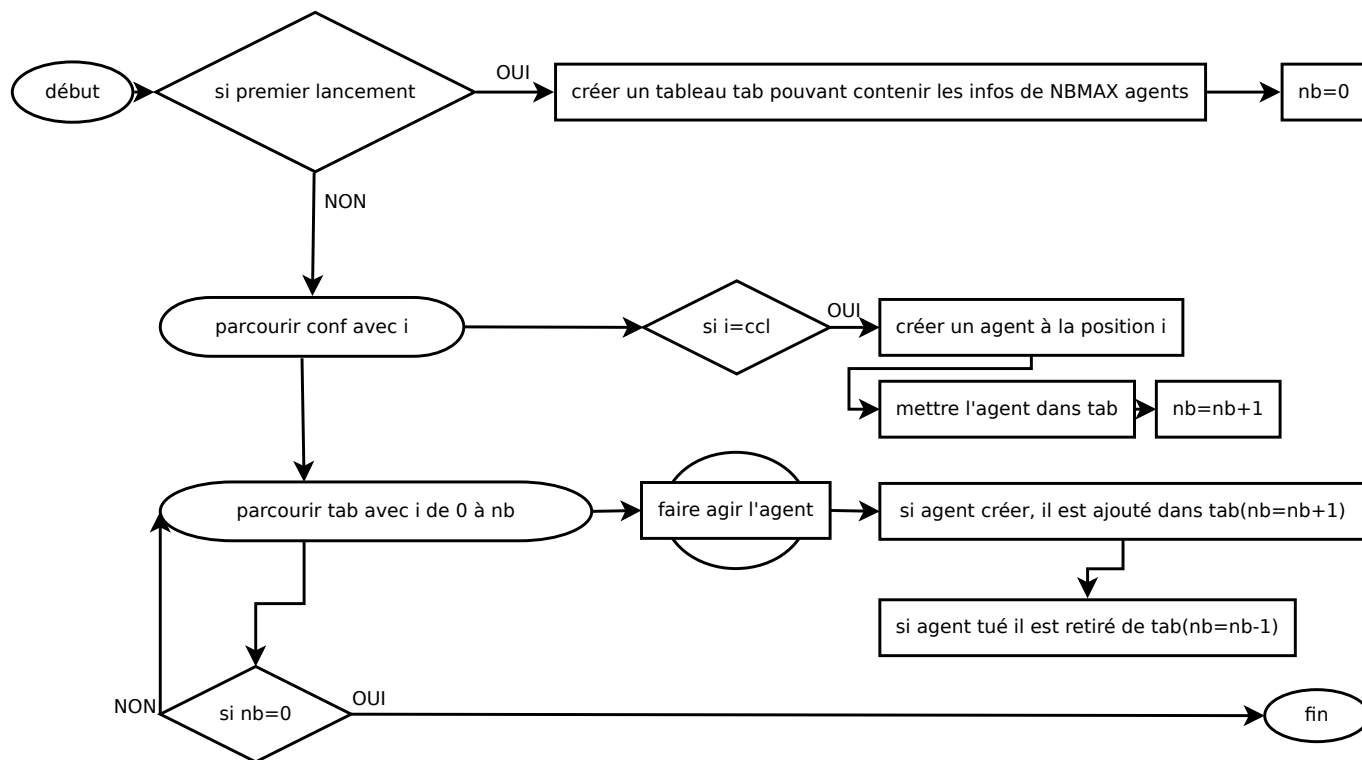 début
si premier lancement
OUI
créer un tableau tab pouvant contenir les infos de NBMAX agents
nb=0
NON
parcourir conf avec i
si i=ccl
OUI
créer un agent à la position i
mettre l'agent dans tab
nb=nb+1
parcourir tab avec i de 0 à nb
faire agir l'agent
si agent créer, il est ajouté dans tab(nb=nb+1)
si agent tué il est retiré de tab(nb=nb-1)
NON
si nb=0
OUI
fin